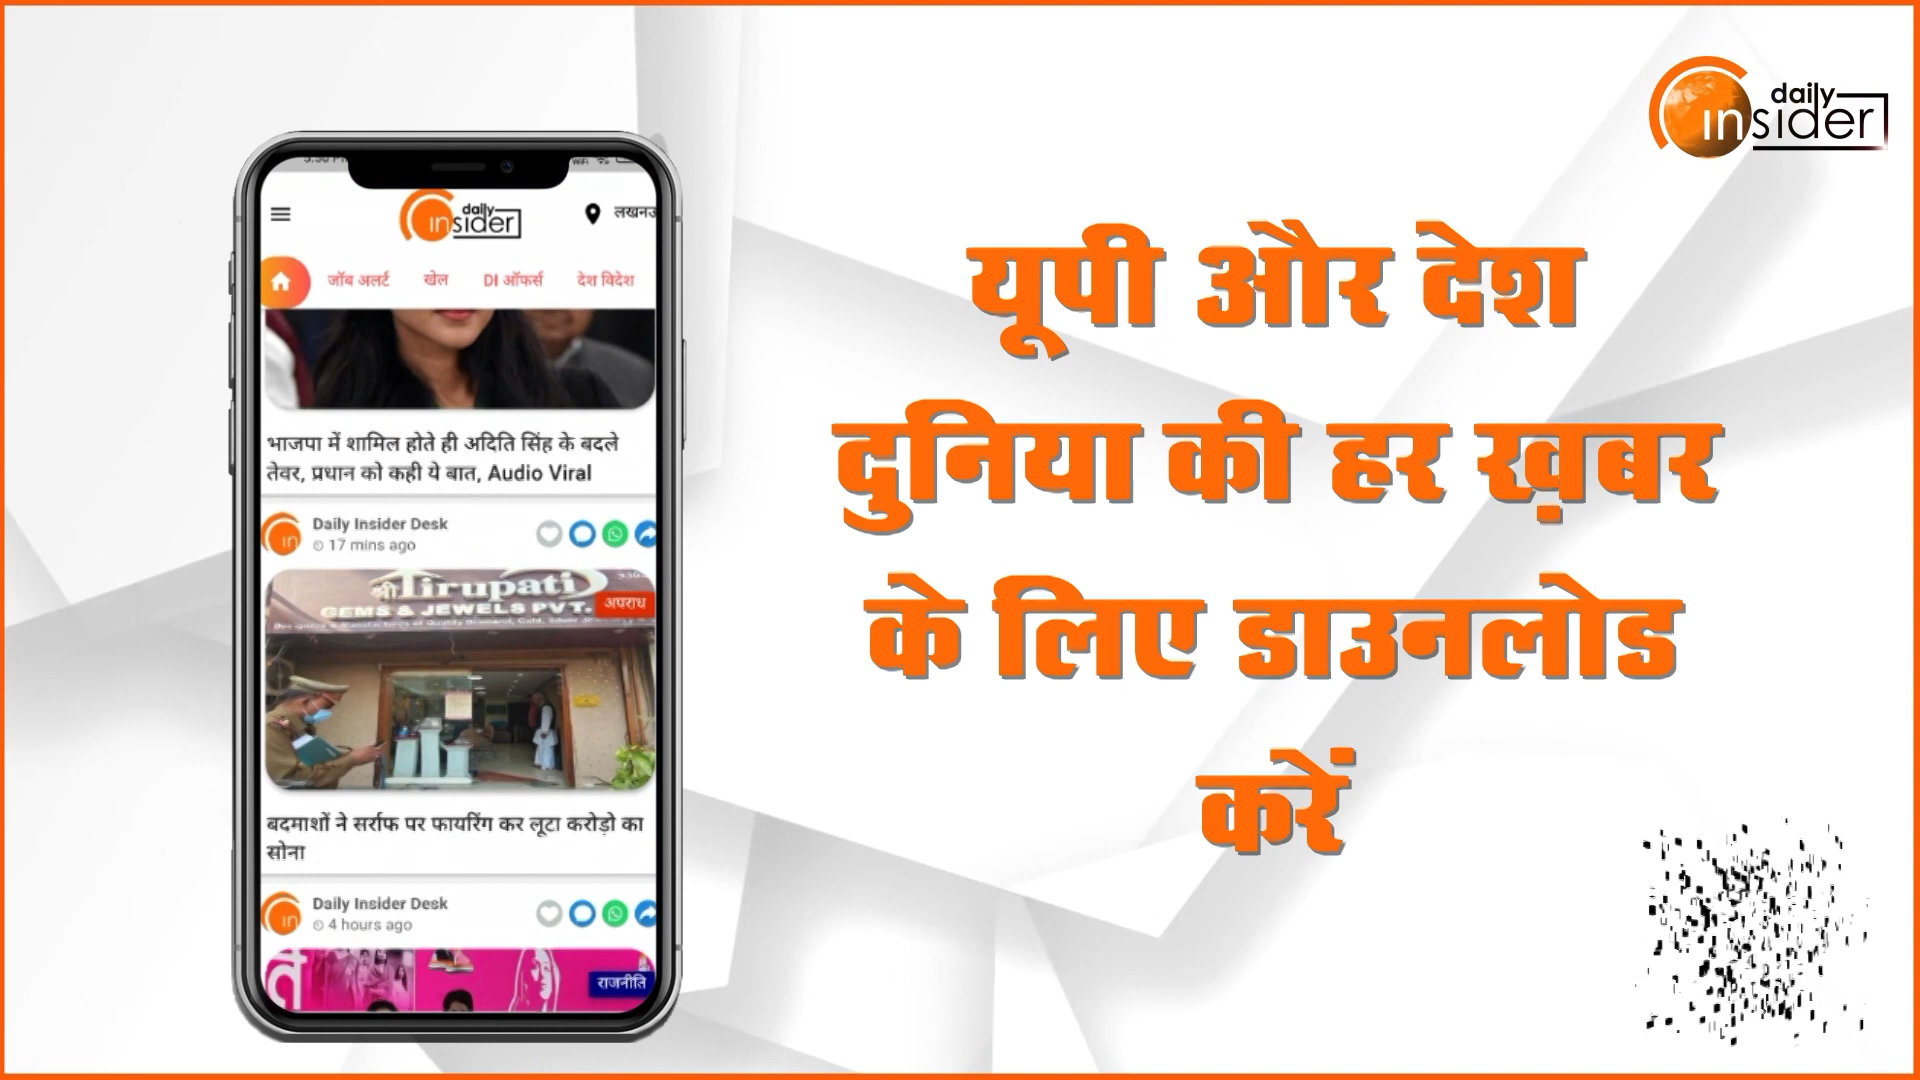 daily
insider
यूपी और देश
दुनिया की हर ख़बर
के लिए डाउनलोड
करें
daily
insider
जॉब अलर्ट खेल DI ऑफर्स देश विदेश
भाजपा में शामिल होते ही अदिति सिंह के बदले
तेवर, प्रधान को कही ये बात, Audio Viral
Daily Insider Desk
17 mins ago
श्री Tirupati
GEMS & JEWELS PVT.
अपराध
बदमाशों ने सर्राफ पर फायरिंग कर लूटा करोड़ो का
सोना
in
Daily Insider Desk
4 hours ago
in
राजनीति